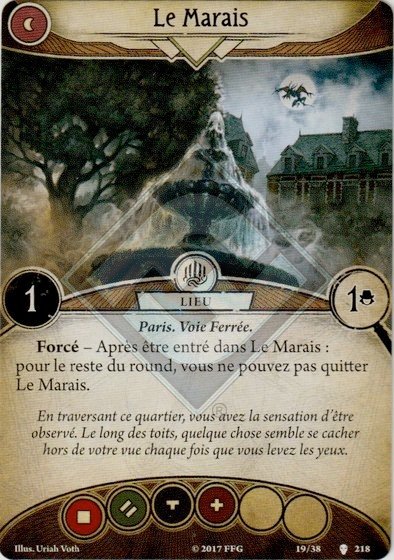 Le Marais
1
LIEU
1
Paris. Voie Ferrée.
Forcé – Après être entré dans Le Marais :
pour le reste du round, vous ne pouvez pas quitter
Le Marais.
En traversant ce quartier, vous avez la sensation d'être
observé. Le long des toits, quelque chose semble se cacher
hors de votre vue chaque fois que vous levez les yeux.
®
Illus. Uriah Voth © 2017 FFG 19/38 218